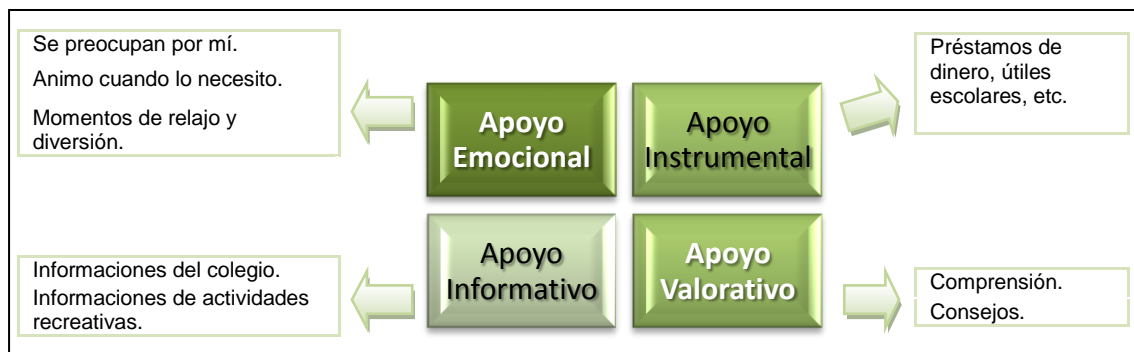 Se preocupan por mí.
Animo cuando lo necesito.
Momentos de relajo y
diversión.
Apoyo
Emocional
Apoyo
Instrumental
Préstamos de
dinero, útiles
escolares, etc.
Informaciones del colegio.
Informaciones de actividades
recreativas.
Apoyo
Informativo
Apoyo
Valorativo
Comprensión.
Consejos.